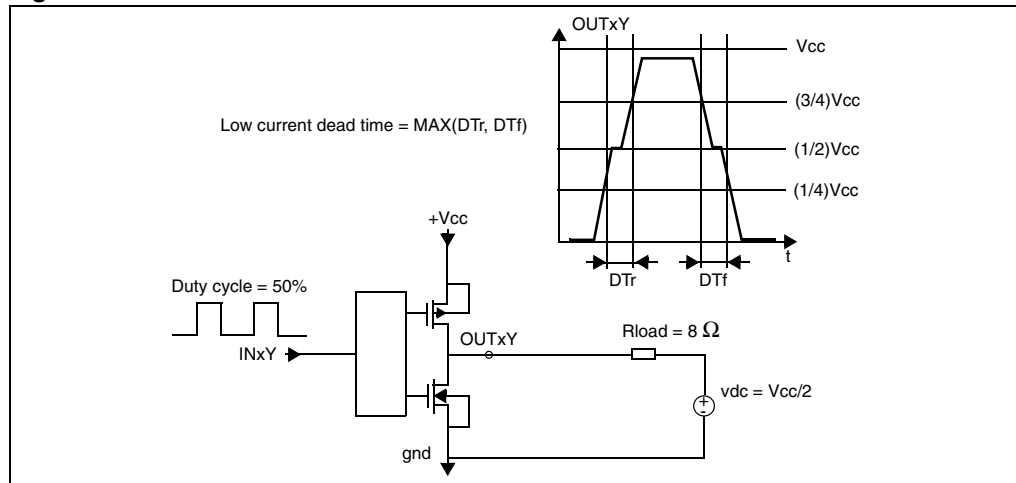 OUTxY
Vcc
(3/4)Vcc
Low current dead time = MAX(DTr, DTf)
(1/2)Vcc
(1/4)Vcc
+Vcc
t
DTr
DTf
Duty cycle = 50%
OUTxY
Rload = 8 Ω
INxY
vdc = Vcc/2
+
-
gnd